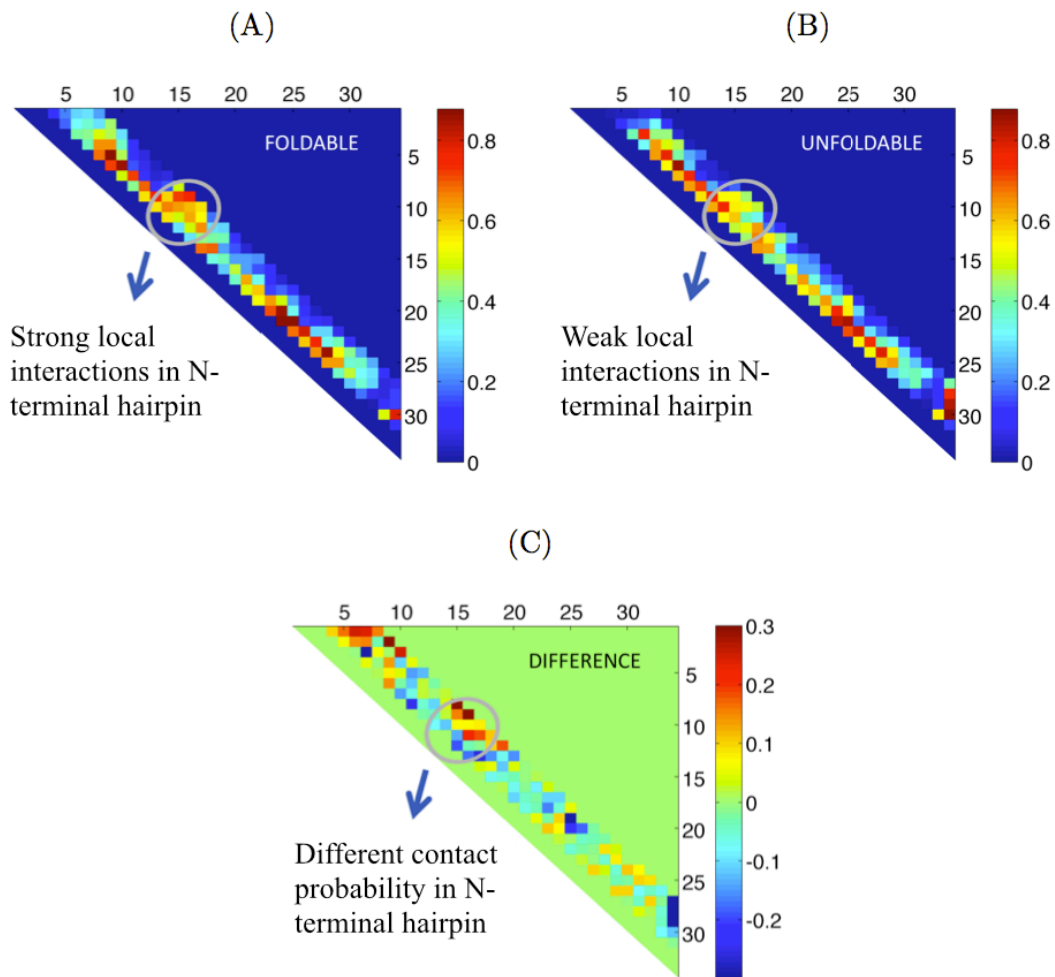 (A)
(B)
5 10 15 20 25 30
FOLDABLE
5
10
15
20
25
30
0.8
0.6
0.4
0.2
0
Strong local
interactions in N-
terminal hairpin
5 10 15 20 25 30
UNFOLDABLE
5
10
15
20
25
30
0.8
0.6
0.4
0.2
0
Weak local
interactions in N-
terminal hairpin
(C)
5 10 15 20 25 30
DIFFERENCE
5
10
15
20
25
30
0.3
0.2
0.1
0
-0.1
-0.2
Different contact
probability in N-
terminal hairpin